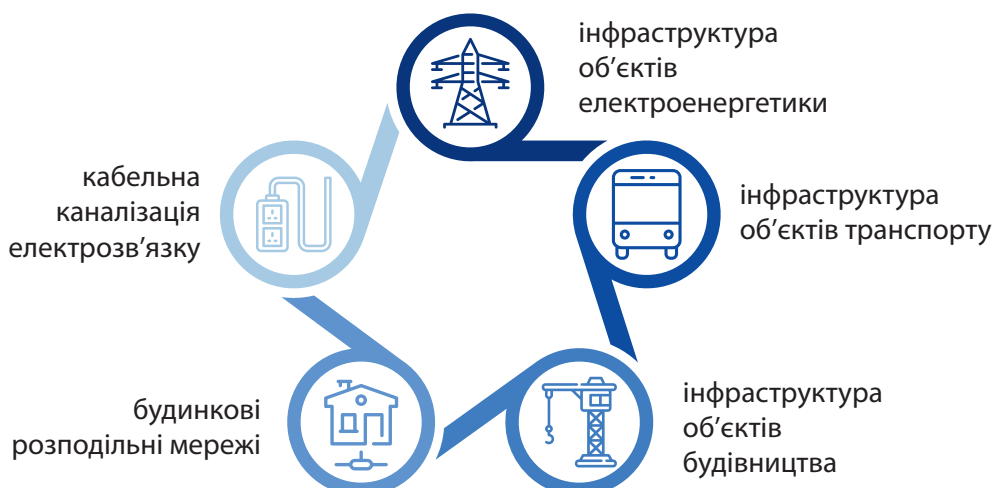 інфраструктура
об’єктів
електроенергетики
інфраструктура
об’єктів транспорту
інфраструктура
об’єктів
будівництва
будинкові
розподільні мережі
кабельна
каналізація
електрозв'язку